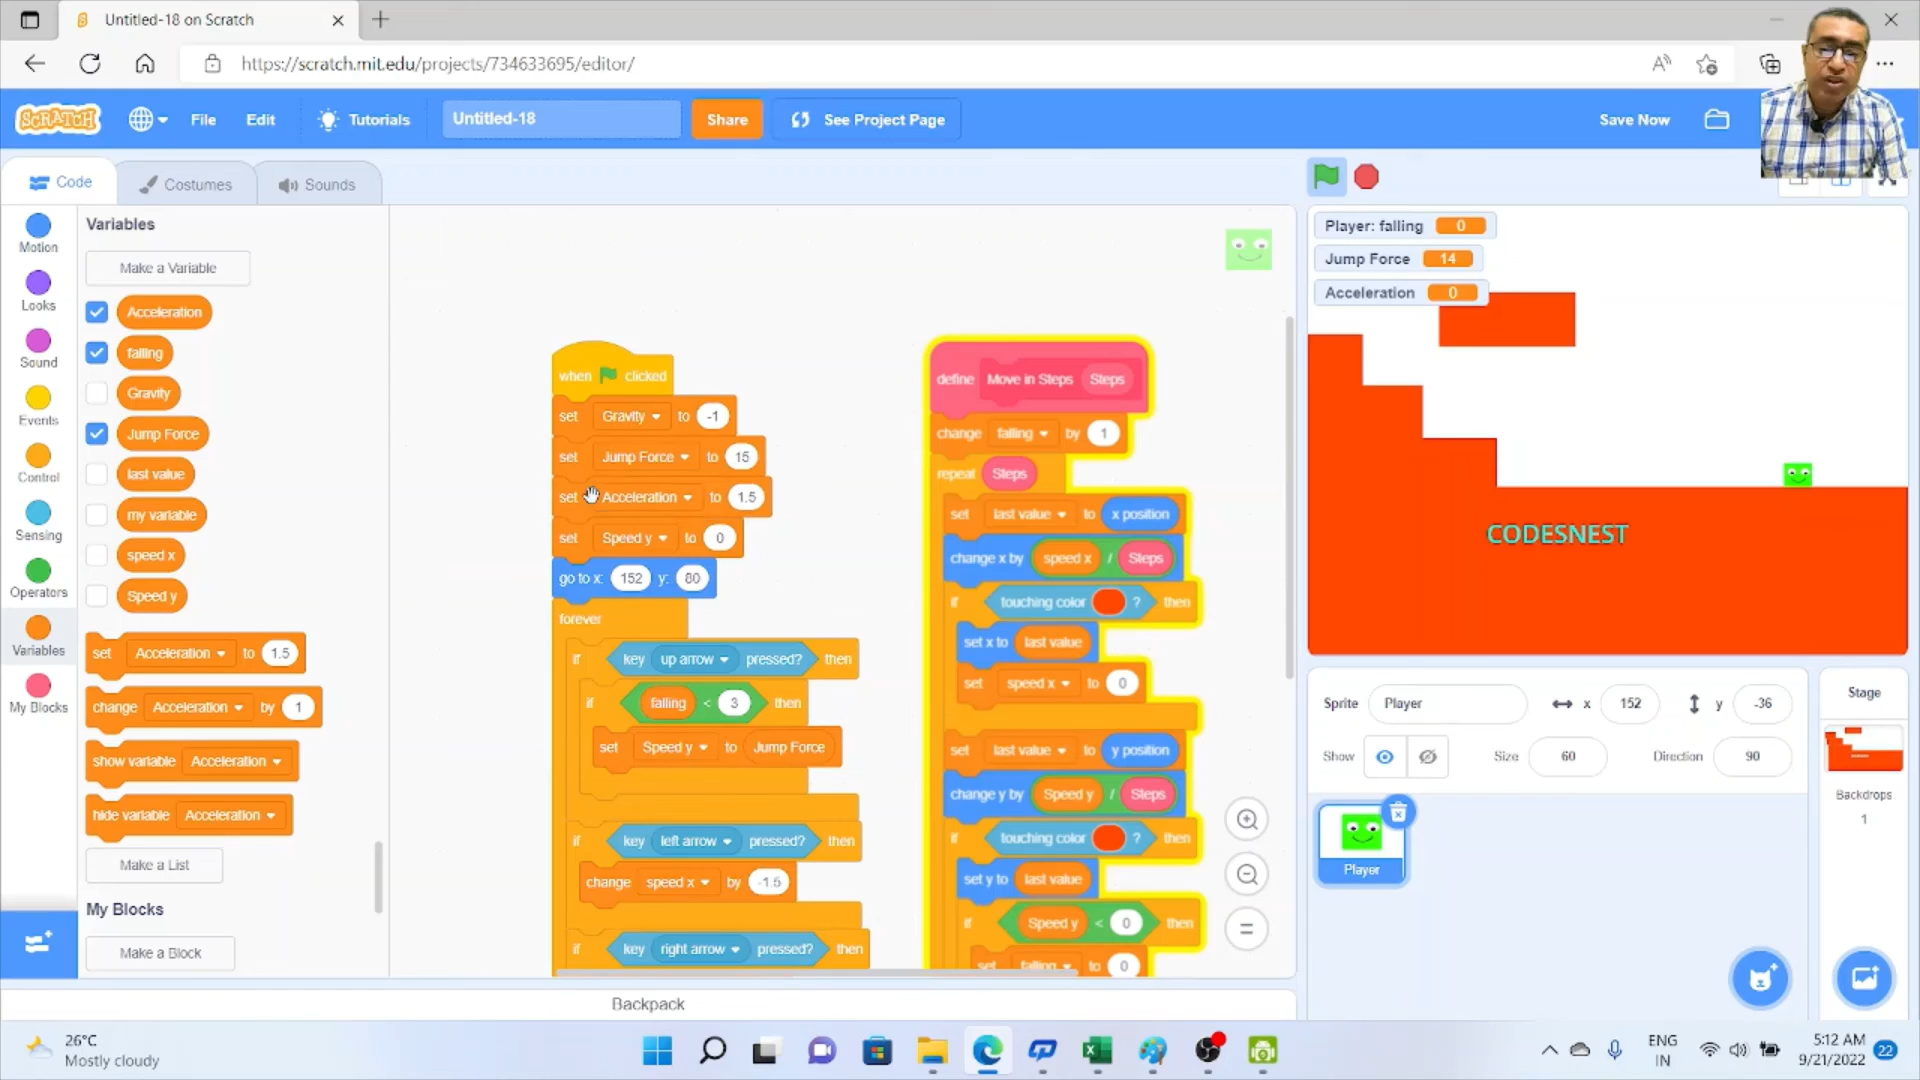 Untitled-18 on Scratch
https://scratch.mit.edu/projects/734633695/editor/
SCRATCH
File
Edit
Tutorials
Untitled-18
Share
See Project Page
Save Now
Code
Costumes
Sounds
Motion
Looks
Sound
Events
Control
Sensing
Operators
Variables
My Blocks
Variables
Make a Variable
Acceleration
falling
Gravity
Jump Force
last value
my variable
speed x
Speed y
set Acceleration to 1.5
change Acceleration by 1
show variable Acceleration
hide variable Acceleration
Make a List
My Blocks
Make a Block
when clicked
set Gravity to -1
set Jump Force to 15
set Acceleration to 1.5
set Speed y to 0
go to x: 152 y: 80
forever
if key up arrow pressed? then
if falling < 3 then
set Speed y to Jump Force
if key left arrow pressed? then
change speed x by -1.5
if key right arrow pressed? then
define Move in Steps Steps
change falling by 1
repeat Steps
set last value to x position
change x by speed x / Steps
if touching color ? then
set x to last value
set speed x to 0
set last value to y position
change y by Speed y / Steps
if touching color ? then
set y to last value
if Speed y < 0 then
set falling to 0
Backpack
Player: falling 0
Jump Force 14
Acceleration 0
CODESNEST
Sprite Player x 152 y -36
Show Size 60 Direction 90
Player
Stage
Backdrops
1
26°C
Mostly cloudy
ENG
IN
5:12 AM
9/21/2022
22